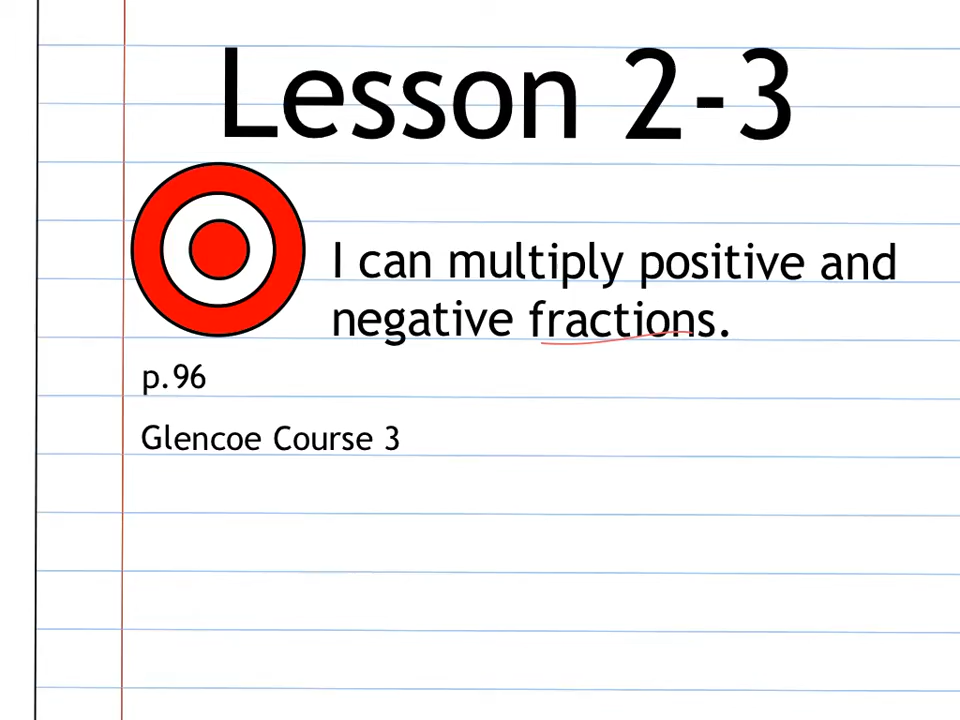 Lesson 2-3
I can multiply positive and
negative fractions.
p.96
Glencoe Course 3